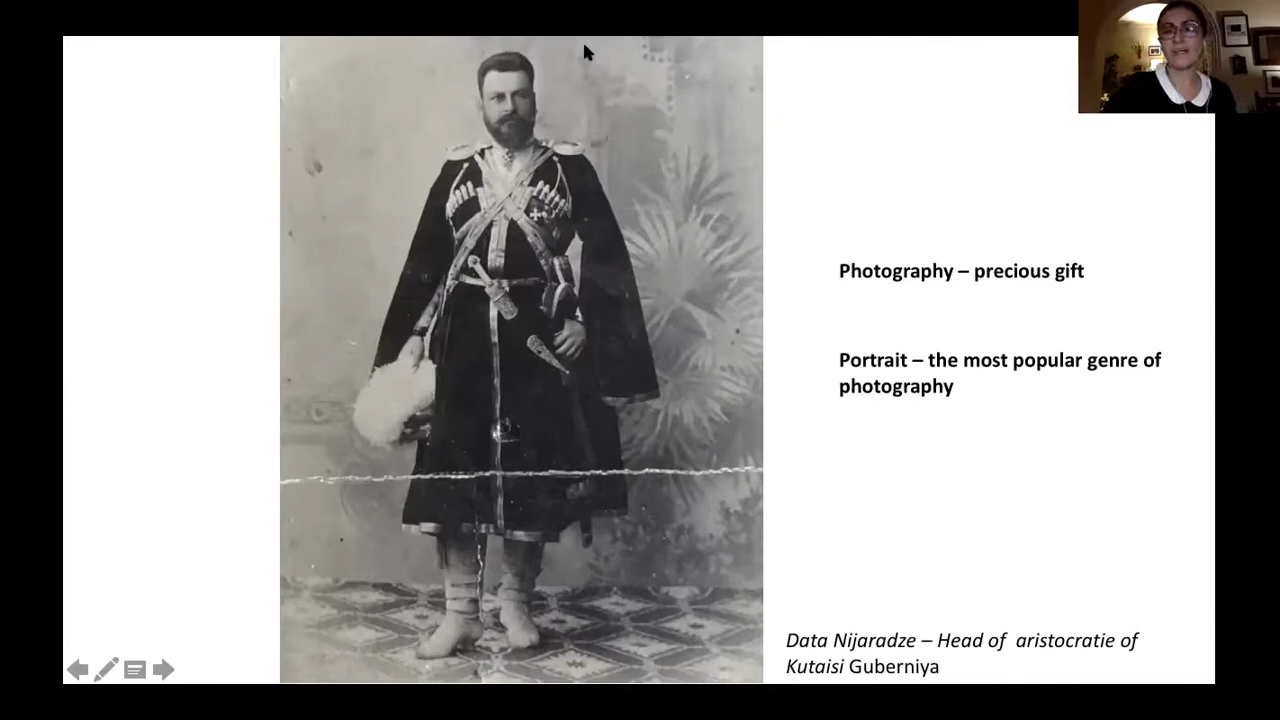 Photography – precious gift
Portrait – the most popular genre of
photography
Data Nijaradze – Head of  aristocratie of
Kutaisi Guberniya